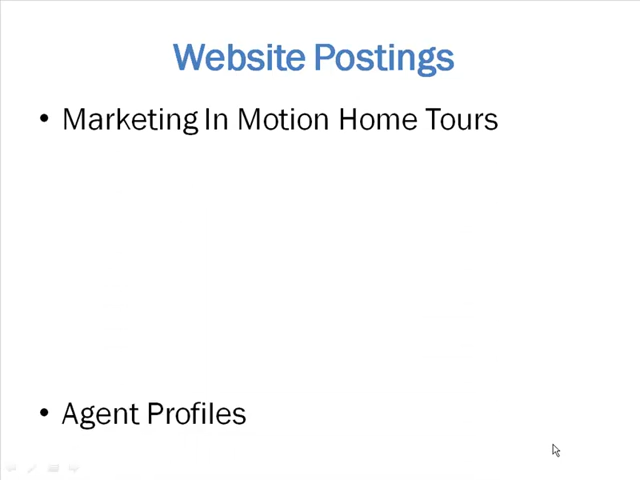 Website Postings
• Marketing In Motion Home Tours
• Agent Profiles